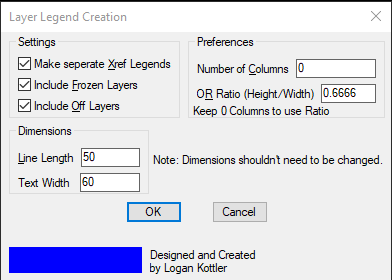 Layer Legend Creation
Settings
Make seperate Xref Legends
Include Frozen Layers
Include Off Layers
Preferences
Number of Columns 0
OR Ratio (Height/Width) 0.6666
Keep 0 Columns to use Ratio
Dimensions
Line Length 50
Text Width 60
Note: Dimensions shouldn't need to be changed.
OK Cancel
Designed and Created
by Logan Kottler